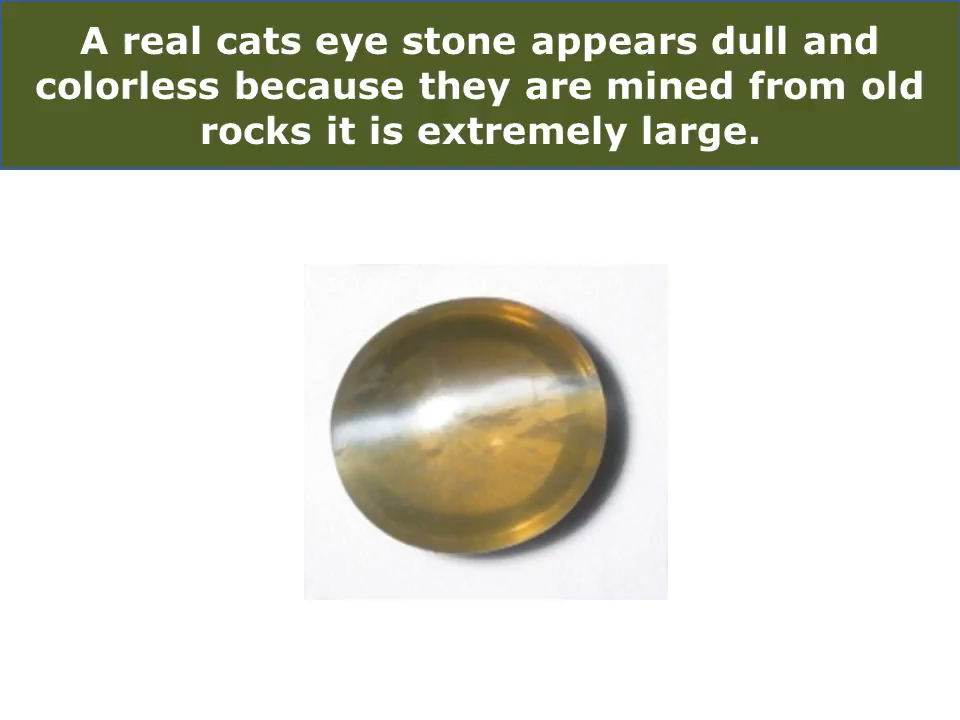 A real cats eye stone appears dull and
colorless because they are mined from old
rocks it is extremely large.